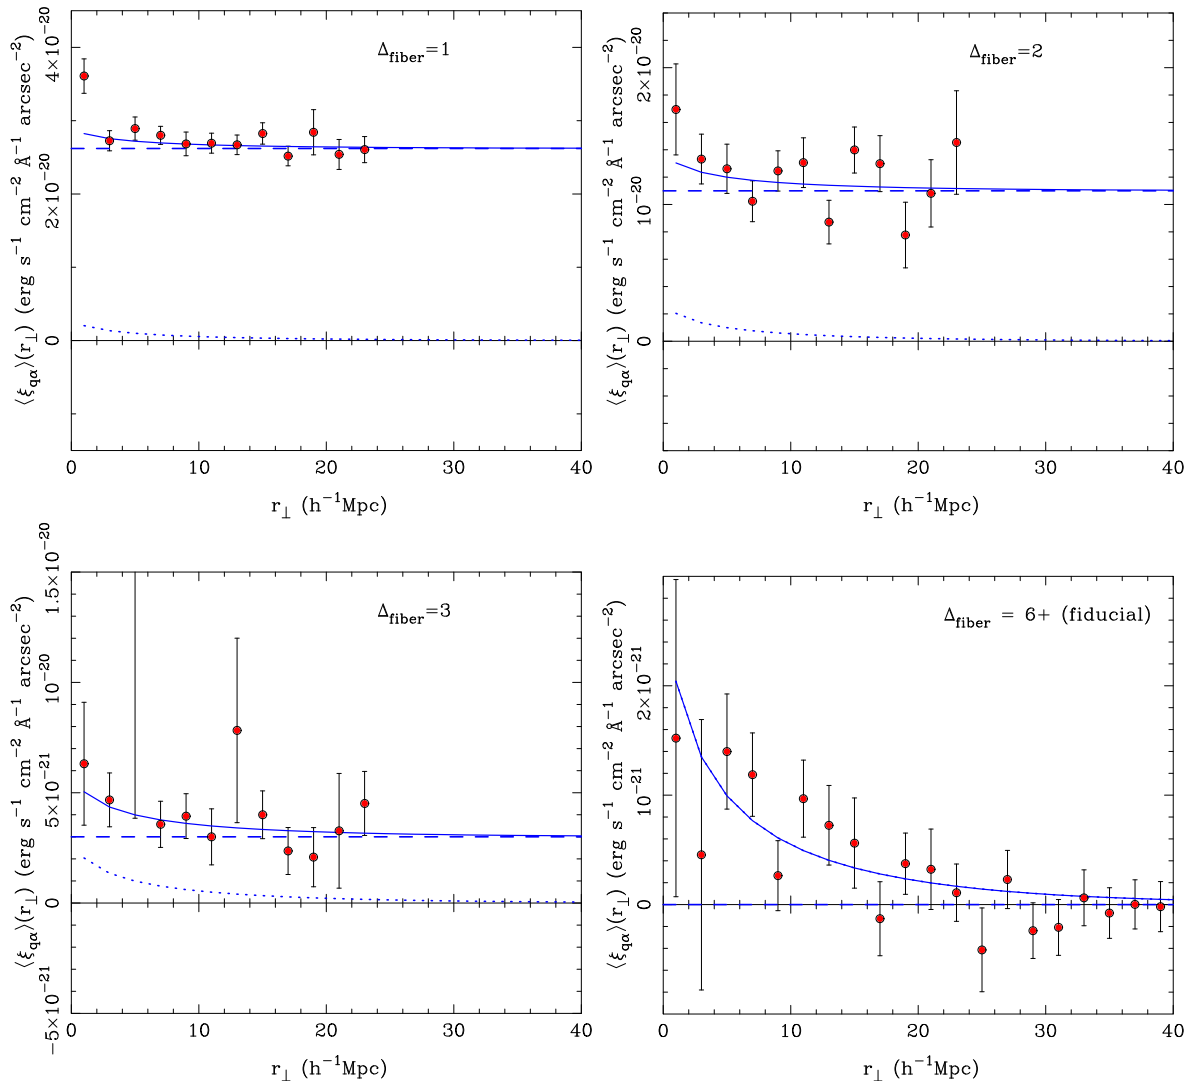 Δfiber=1
⟨ξqα⟩(r⊥) (erg s⁻¹ cm⁻² Å⁻¹ arcsec⁻²)
4×10⁻²⁰
2×10⁻²⁰
0
0 10 20 30 40
r⊥ (h⁻¹Mpc)
Δfiber=2
⟨ξqα⟩(r⊥) (erg s⁻¹ cm⁻² Å⁻¹ arcsec⁻²)
2×10⁻²⁰
10⁻²⁰
0
0 10 20 30 40
r⊥ (h⁻¹Mpc)
Δfiber=3
⟨ξqα⟩(r⊥) (erg s⁻¹ cm⁻² Å⁻¹ arcsec⁻²)
1.5×10⁻²⁰
10⁻²⁰
5×10⁻²¹
0
−5×10⁻²¹
0 10 20 30 40
r⊥ (h⁻¹Mpc)
Δfiber = 6+ (fiducial)
⟨ξqα⟩(r⊥) (erg s⁻¹ cm⁻² Å⁻¹ arcsec⁻²)
2×10⁻²¹
10⁻²¹
0
0 10 20 30 40
r⊥ (h⁻¹Mpc)